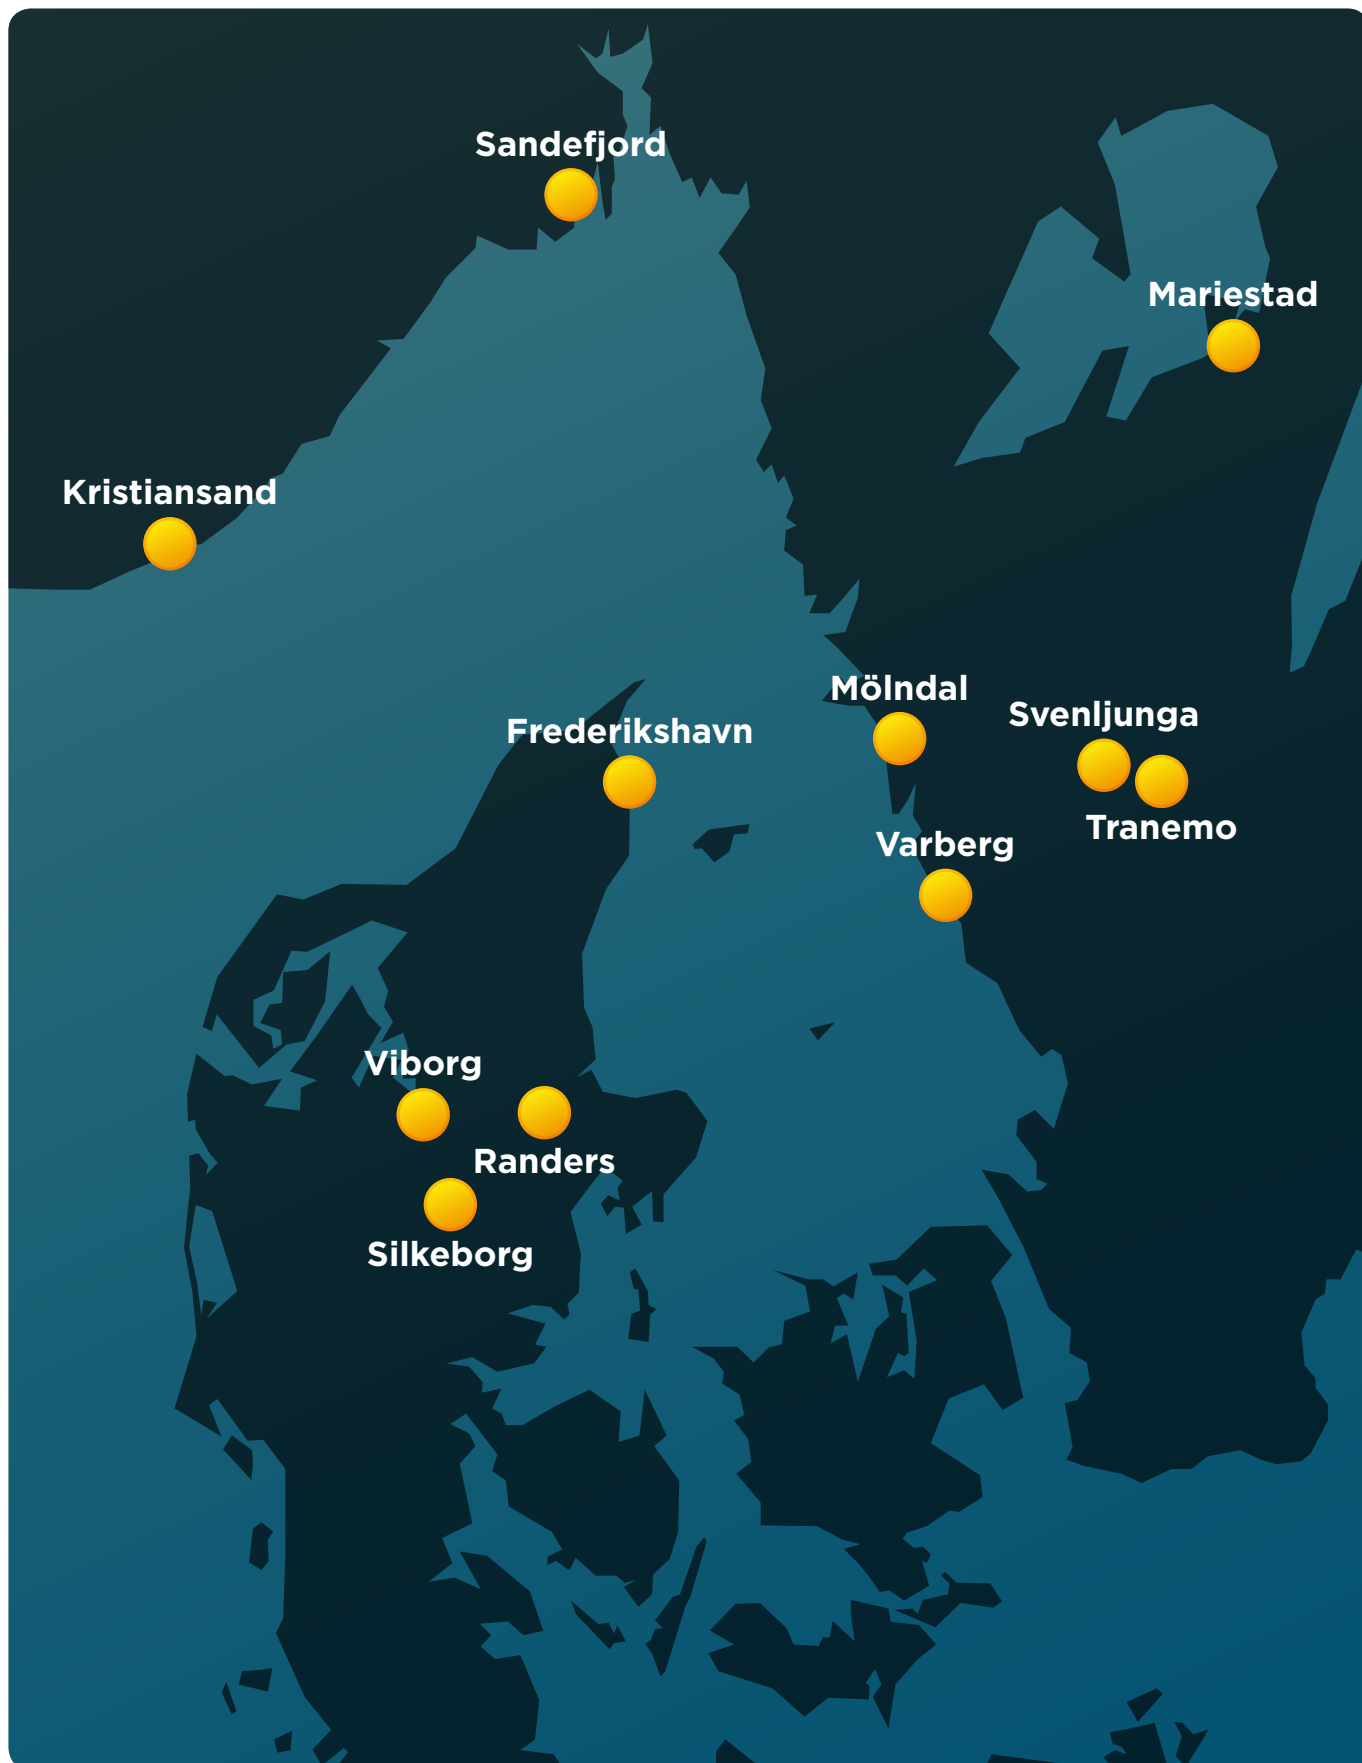 Sandefjord
Mariestad
Kristiansand
Mölndal
Svenljunga
Frederikshavn
Tranemo
Varberg
Viborg
Randers
Silkeborg